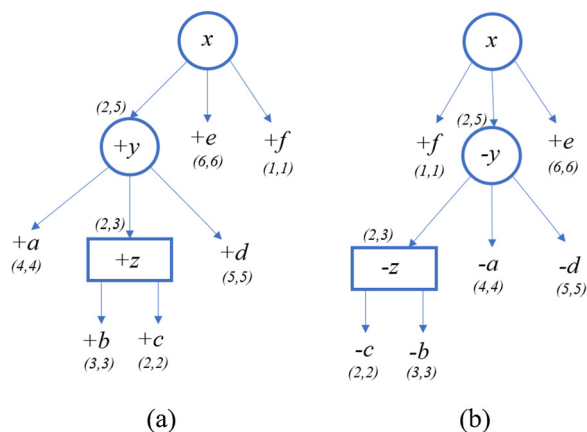 x
x
(2,5)
(2,5)
+y
+e
(6,6)
+f
(1,1)
+f
(1,1)
-y
+e
(6,6)
(2,3)
(2,3)
+a
(4,4)
+z
+d
(5,5)
-z
-a
(4,4)
-d
(5,5)
+b
(3,3)
+c
(2,2)
-c
(2,2)
-b
(3,3)
(a)
(b)